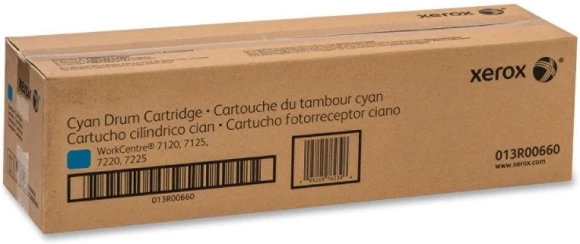 xerox
Cyan Drum Cartridge • Cartouche du tambour cyan
Cartucho cilíndrico cian • Cartucho fotorreceptor ciano
WorkCentre® 7120, 7125,
7220, 7225
013R00660
013R00660
www.xerox.com